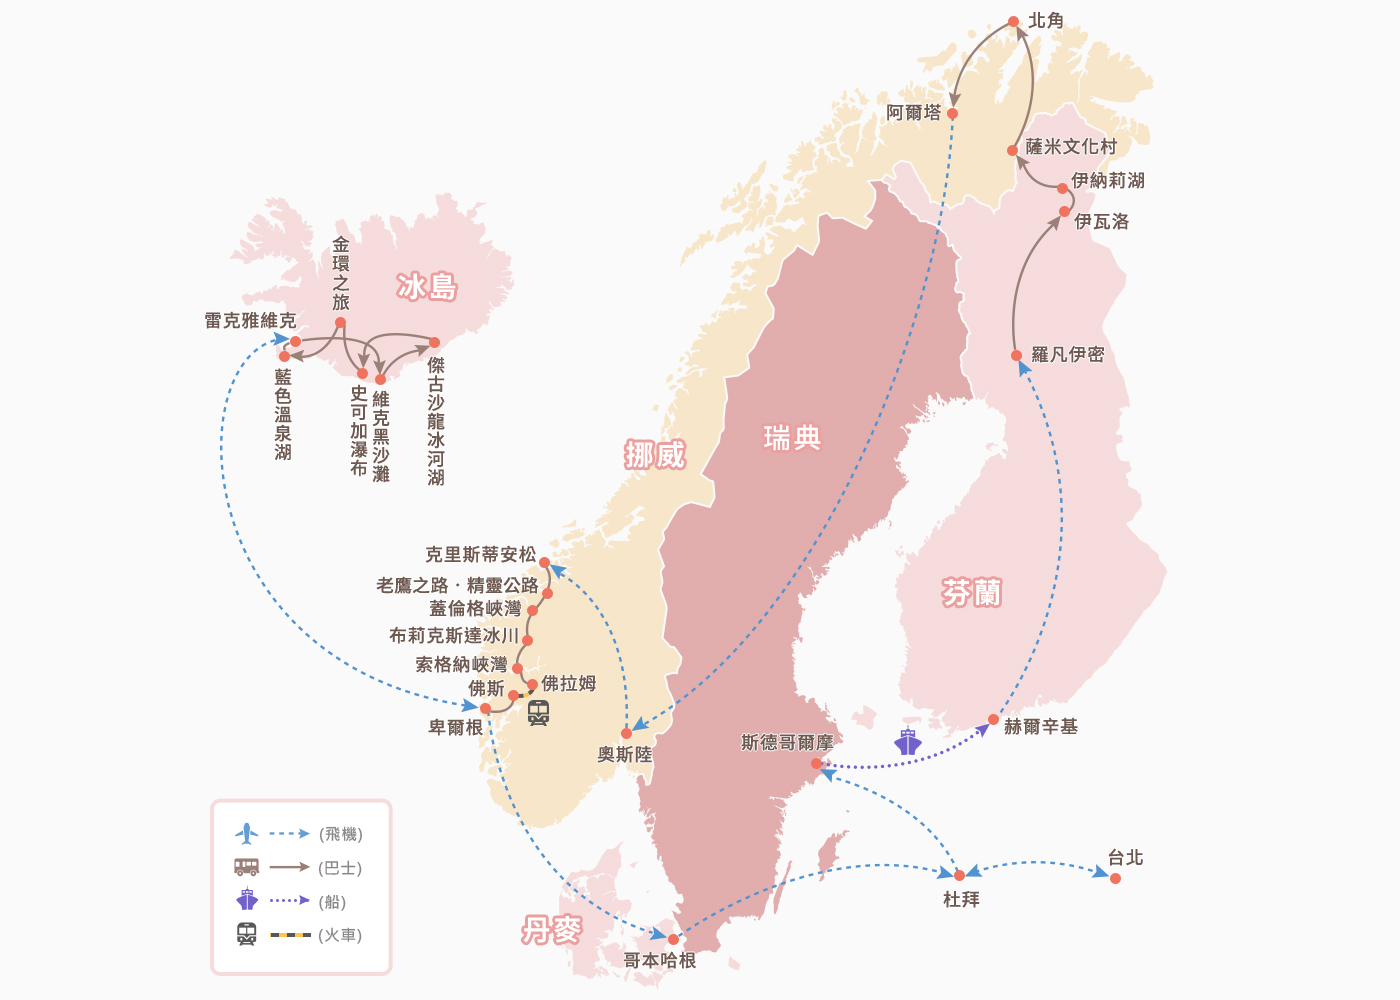 北角
阿爾塔
薩米文化村
伊納莉湖
伊瓦洛
金環之旅
冰島
雷克雅維克
羅凡伊密
藍色溫泉湖
史可加瀑布
維克黑沙灘
傑古沙龍冰河湖
挪威
瑞典
克里斯蒂安松
老鷹之路·精靈公路
蓋倫格峽灣
芬蘭
布莉克斯達冰川
索格納峽灣
佛斯
佛拉姆
卑爾根
奧斯陸
斯德哥爾摩
赫爾辛基
(飛機)
(巴士)
(船)
(火車)
台北
杜拜
丹麥
哥本哈根